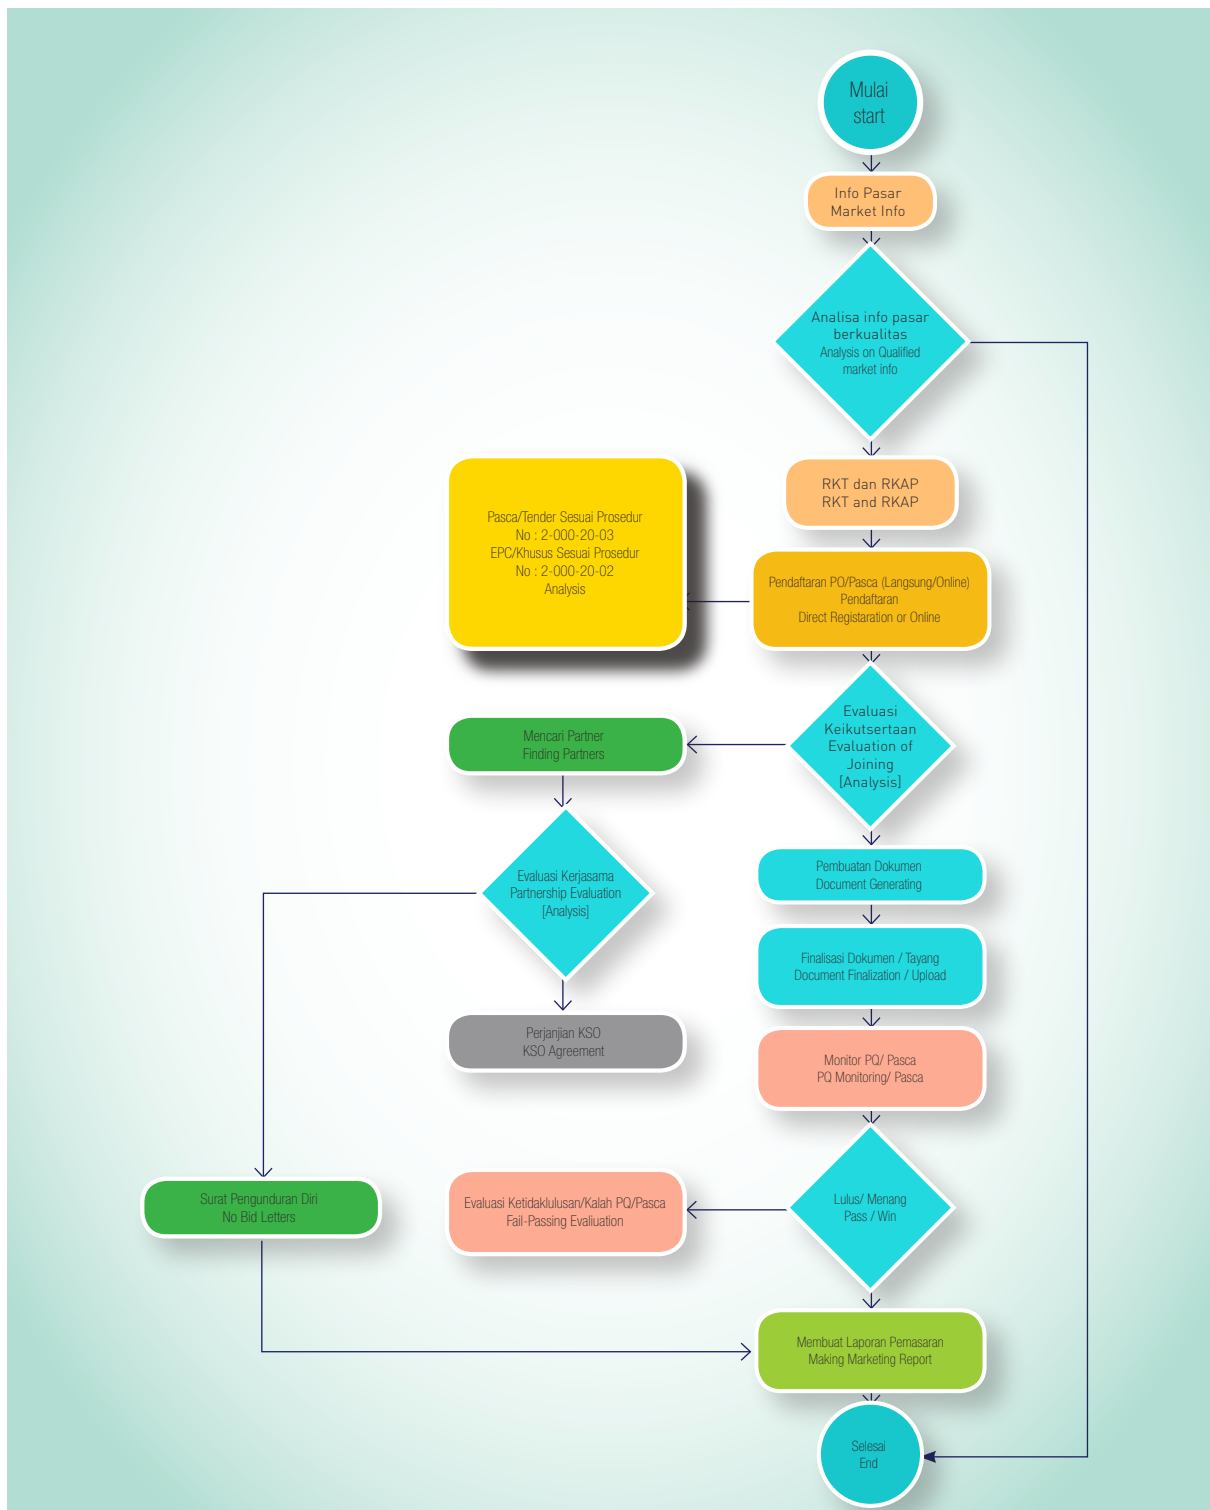 Mulai
start
Info Pasar
Market Info
Analisa info pasar
berkualitas
Analysis on Qualified
market info
RKT dan RKAP
RKT and RKAP
Pasca/Tender Sesuai Prosedur
No : 2-000-20-03
EPC/Khusus Sesuai Prosedur
No : 2-000-20-02
Analysis
Pendaftaran PQ/Pasca (Langsung/Online)
Pendaftaran
Direct Registaration or Online
Evaluasi
Keikutsertaan
Evaluation of
Joining
[Analysis]
Mencari Partner
Finding Partners
Evaluasi Kerjasama
Partnership Evaluation
[Analysis]
Pembuatan Dokumen
Document Generating
Finalisasi Dokumen / Tayang
Document Finalization / Upload
Perjanjian KSO
KSO Agreement
Monitor PQ/ Pasca
PQ Monitoring/ Pasca
Surat Pengunduran Diri
No Bid Letters
Evaluasi Ketidaklulusan/Kalah PQ/Pasca
Fail-Passing Evaliuation
Lulus/ Menang
Pass / Win
Membuat Laporan Pemasaran
Making Marketing Report
Selesai
End